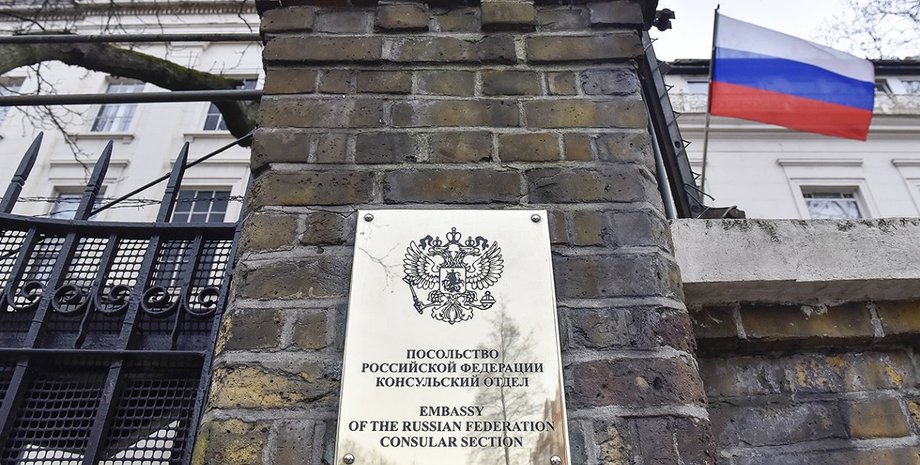 ПОСОЛЬСТВО
РОССИЙСКОЙ ФЕДЕРАЦИИ
КОНСУЛЬСКИЙ ОТДЕЛ
EMBASSY
OF THE RUSSIAN FEDERATION
CONSULAR SECTION